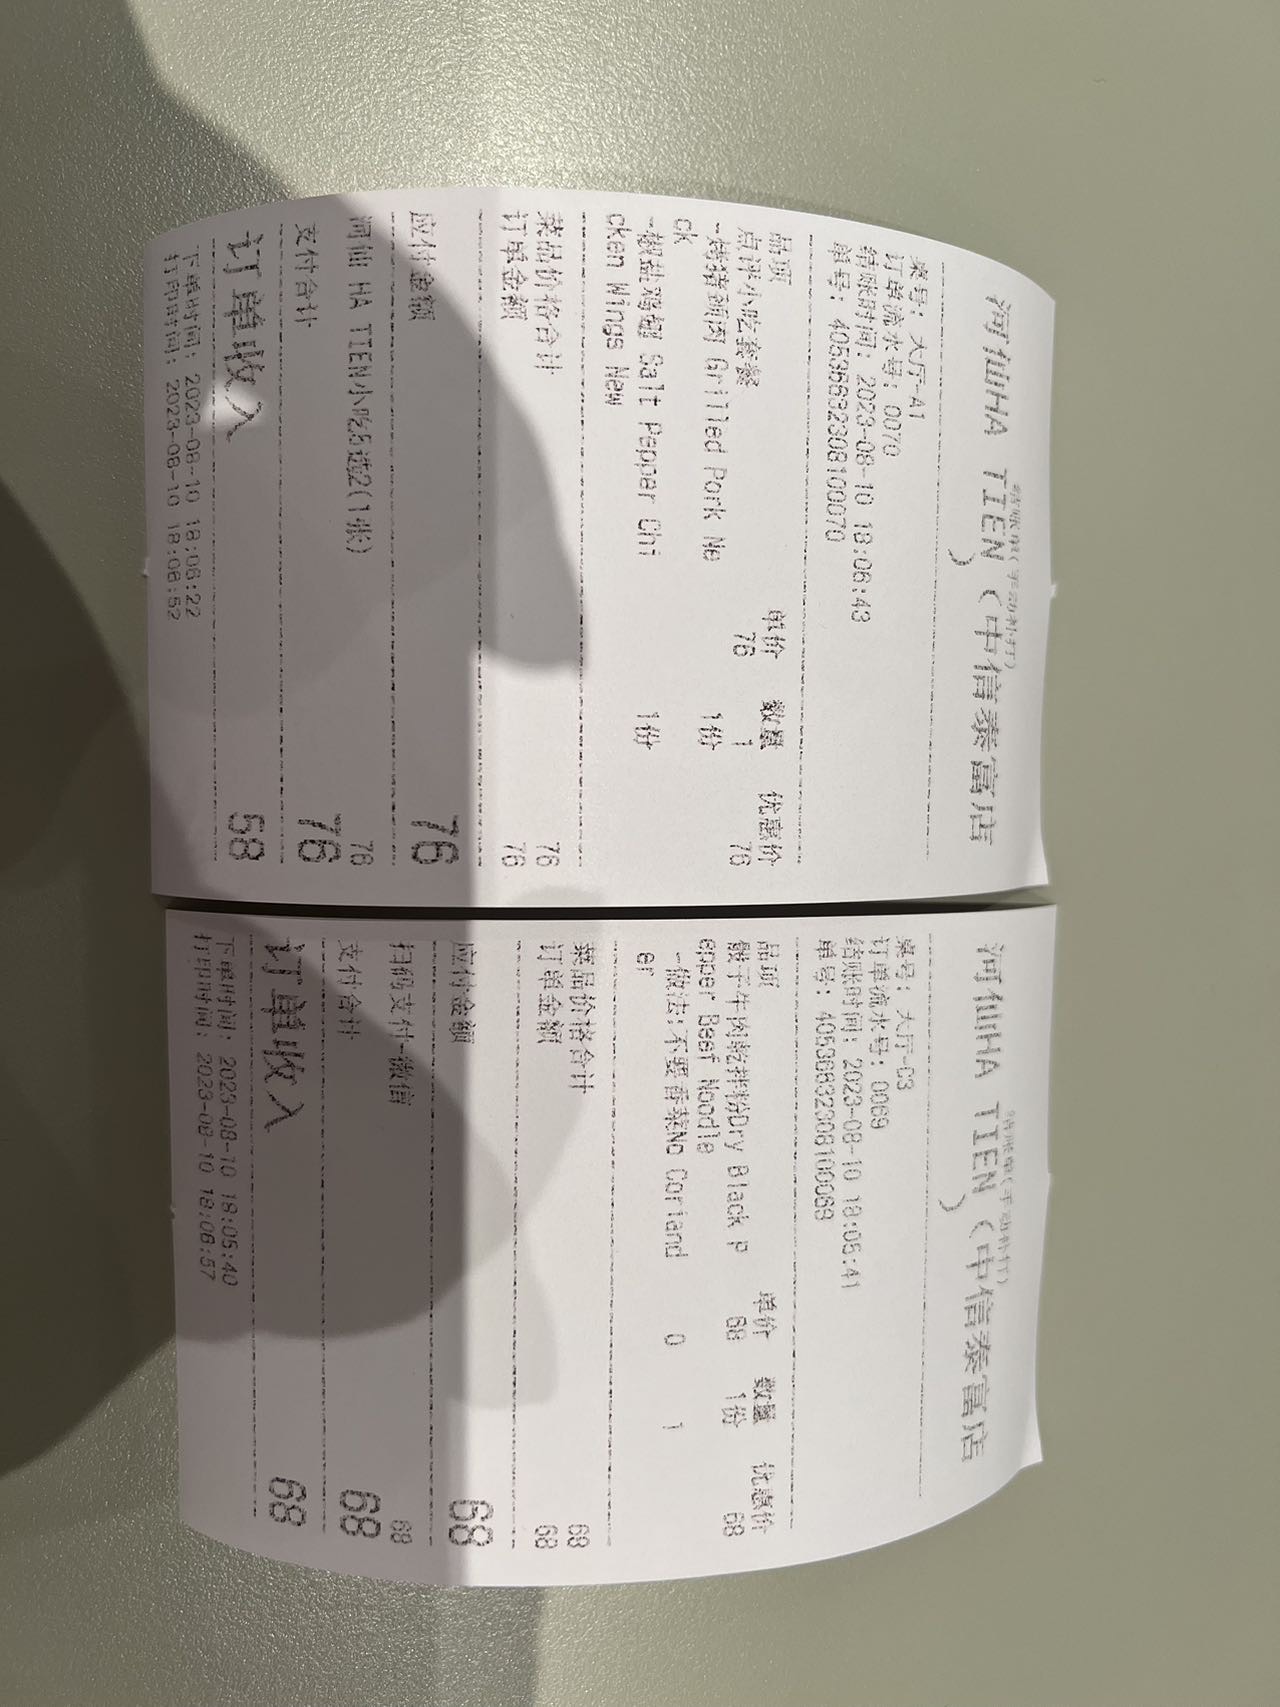 结账单(手动补打)
河仙HA TIEN(中信泰富店
)
桌号: 大厅-A1
订单流水号: 0070
结账时间: 2023-08-10 18:06:43
单号: 40536632308100070
品项 单价 数量 优惠价
点评小吃套餐 76 1 76
-烤猪颈肉 Grilled Pork Ne 1份
ck
-椒盐鸡翅 Salt Pepper Chi 1份
cken Wings New
菜品价格合计 76
订单金额 76
应付金额 76
河仙 HA TIEN小吃5选2(1张) 76
支付合计 76
订单收入 58
下单时间: 2023-08-10 18:06:22
打印时间: 2023-08-10 18:06:52
结账单(手动补打)
河仙HA TIEN(中信泰富店
)
桌号: 大厅-C3
订单流水号: 0069
结账时间: 2023-08-10 18:05:41
单号: 40536632308100069
品项 单价 数量 优惠价
骰子牛肉乾拌粉Dry Black P 68 1份 68
epper Beef Noodle
-做法:不要香菜No Coriand 0 1
er
菜品价格合计 68
订单金额 68
应付金额 68
扫码支付-微信 68
支付合计 68
订单收入 68
下单时间: 2023-08-10 18:05:40
打印时间: 2023-08-10 18:06:57